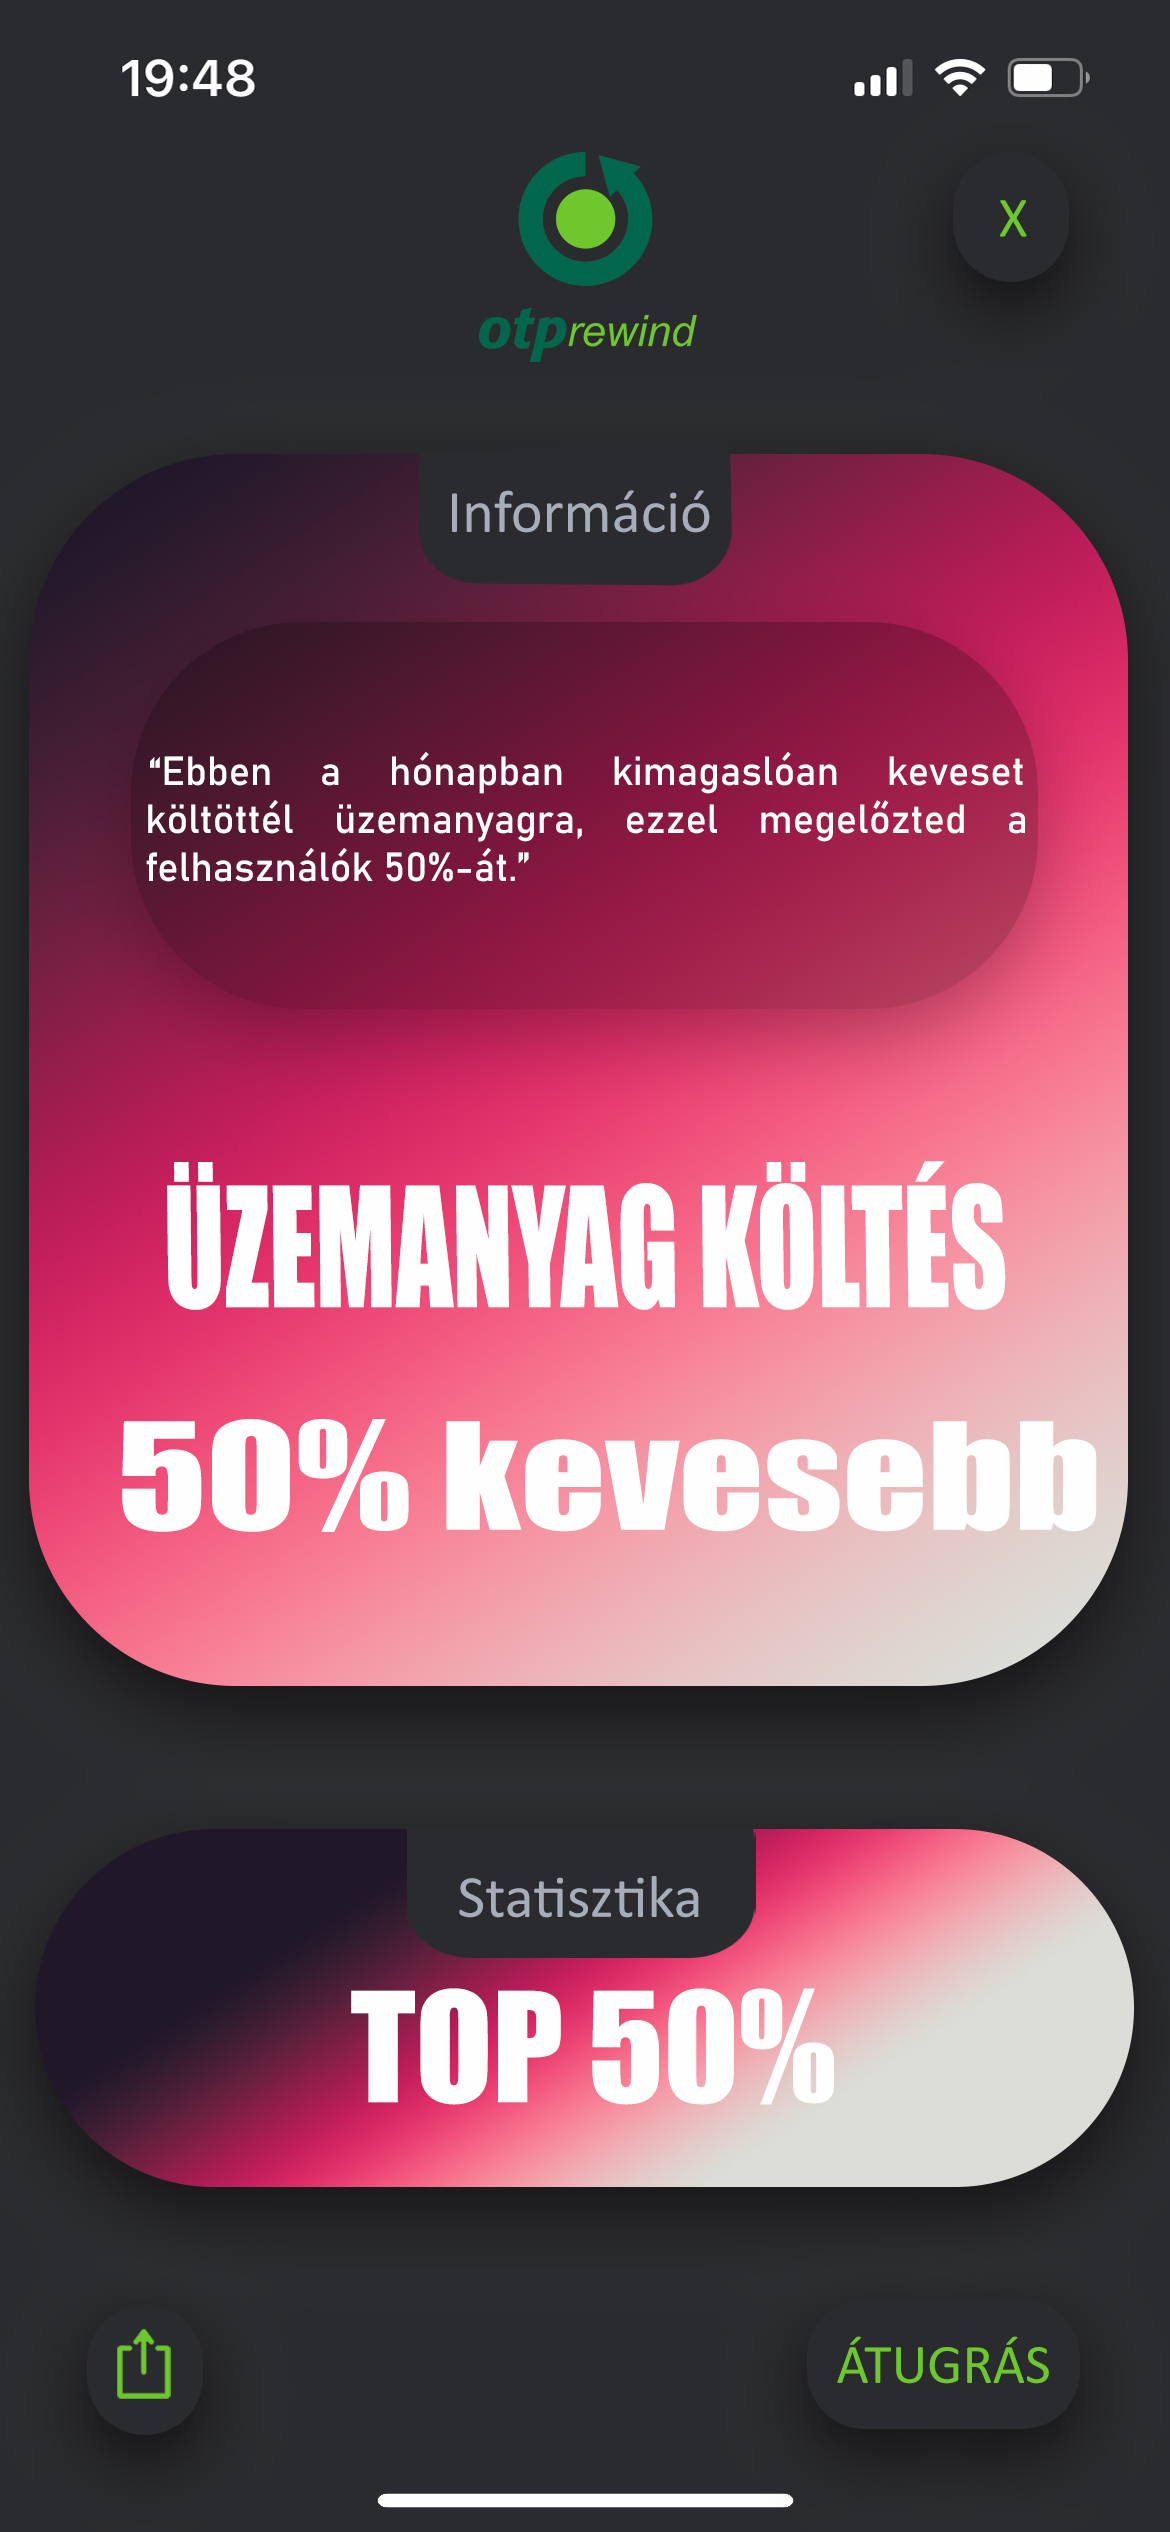 19:48
X
otprewind
Információ
“Ebben a hónapban kimagaslóan keveset
költöttél üzemanyagra, ezzel megelőzted a
felhasználók 50%-át.”
ÜZEMANYAG KÖLTÉS
50% kevesebb
Statisztika
TOP 50%
ÁTUGRÁS